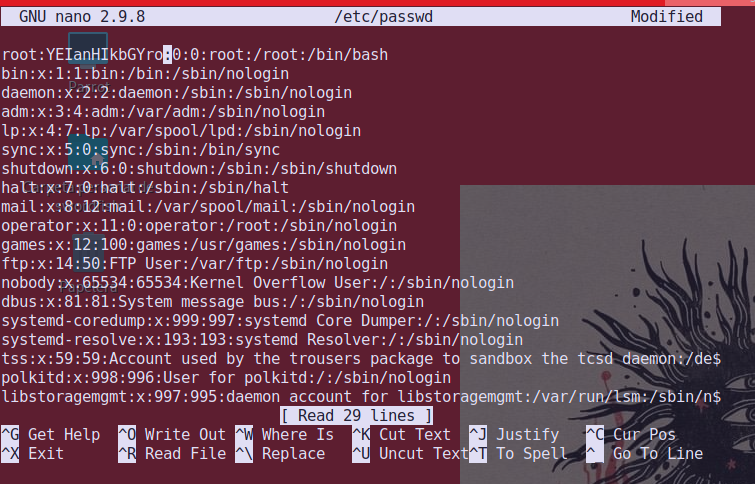 GNU nano 2.9.8 /etc/passwd Modified
root:YEIanHIkbGYro:0:0:root:/root:/bin/bash
bin:x:1:1:bin:/bin:/sbin/nologin
daemon:x:2:2:daemon:/sbin:/sbin/nologin
adm:x:3:4:adm:/var/adm:/sbin/nologin
lp:x:4:7:lp:/var/spool/lpd:/sbin/nologin
sync:x:5:0:sync:/sbin:/bin/sync
shutdown:x:6:0:shutdown:/sbin:/sbin/shutdown
halt:x:7:0:halt:/sbin:/sbin/halt
mail:x:8:12:mail:/var/spool/mail:/sbin/nologin
operator:x:11:0:operator:/root:/sbin/nologin
games:x:12:100:games:/usr/games:/sbin/nologin
ftp:x:14:50:FTP User:/var/ftp:/sbin/nologin
nobody:x:65534:65534:Kernel Overflow User:/:/sbin/nologin
dbus:x:81:81:System message bus:/:/sbin/nologin
systemd-coredump:x:999:997:systemd Core Dumper:/:/sbin/nologin
systemd-resolve:x:193:193:systemd Resolver:/:/sbin/nologin
tss:x:59:59:Account used by the trousers package to sandbox the tcsd daemon:/de$
polkitd:x:998:996:User for polkitd:/:/sbin/nologin
libstoragemgmt:x:997:995:daemon account for libstoragemgmt:/var/run/lsm:/sbin/n$
[ Read 29 lines ]
^G Get Help ^O Write Out ^W Where Is ^K Cut Text ^J Justify ^C Cur Pos
^X Exit ^R Read File ^\ Replace ^U Uncut Text ^T To Spell ^_ Go To Line